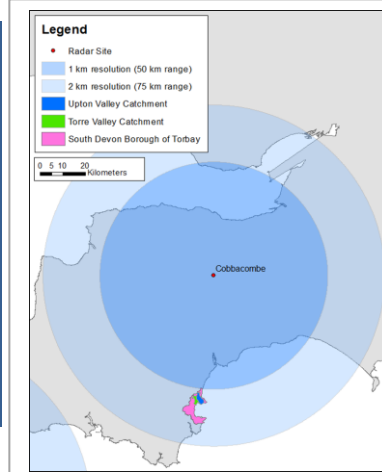 Legend
Radar Site
1 km resolution (50 km range)
2 km resolution (75 km range)
Upton Valley Catchment
Torre Valley Catchment
South Devon Borough of Torbay
0 5 10 20
Kilometers
Cobbacombe